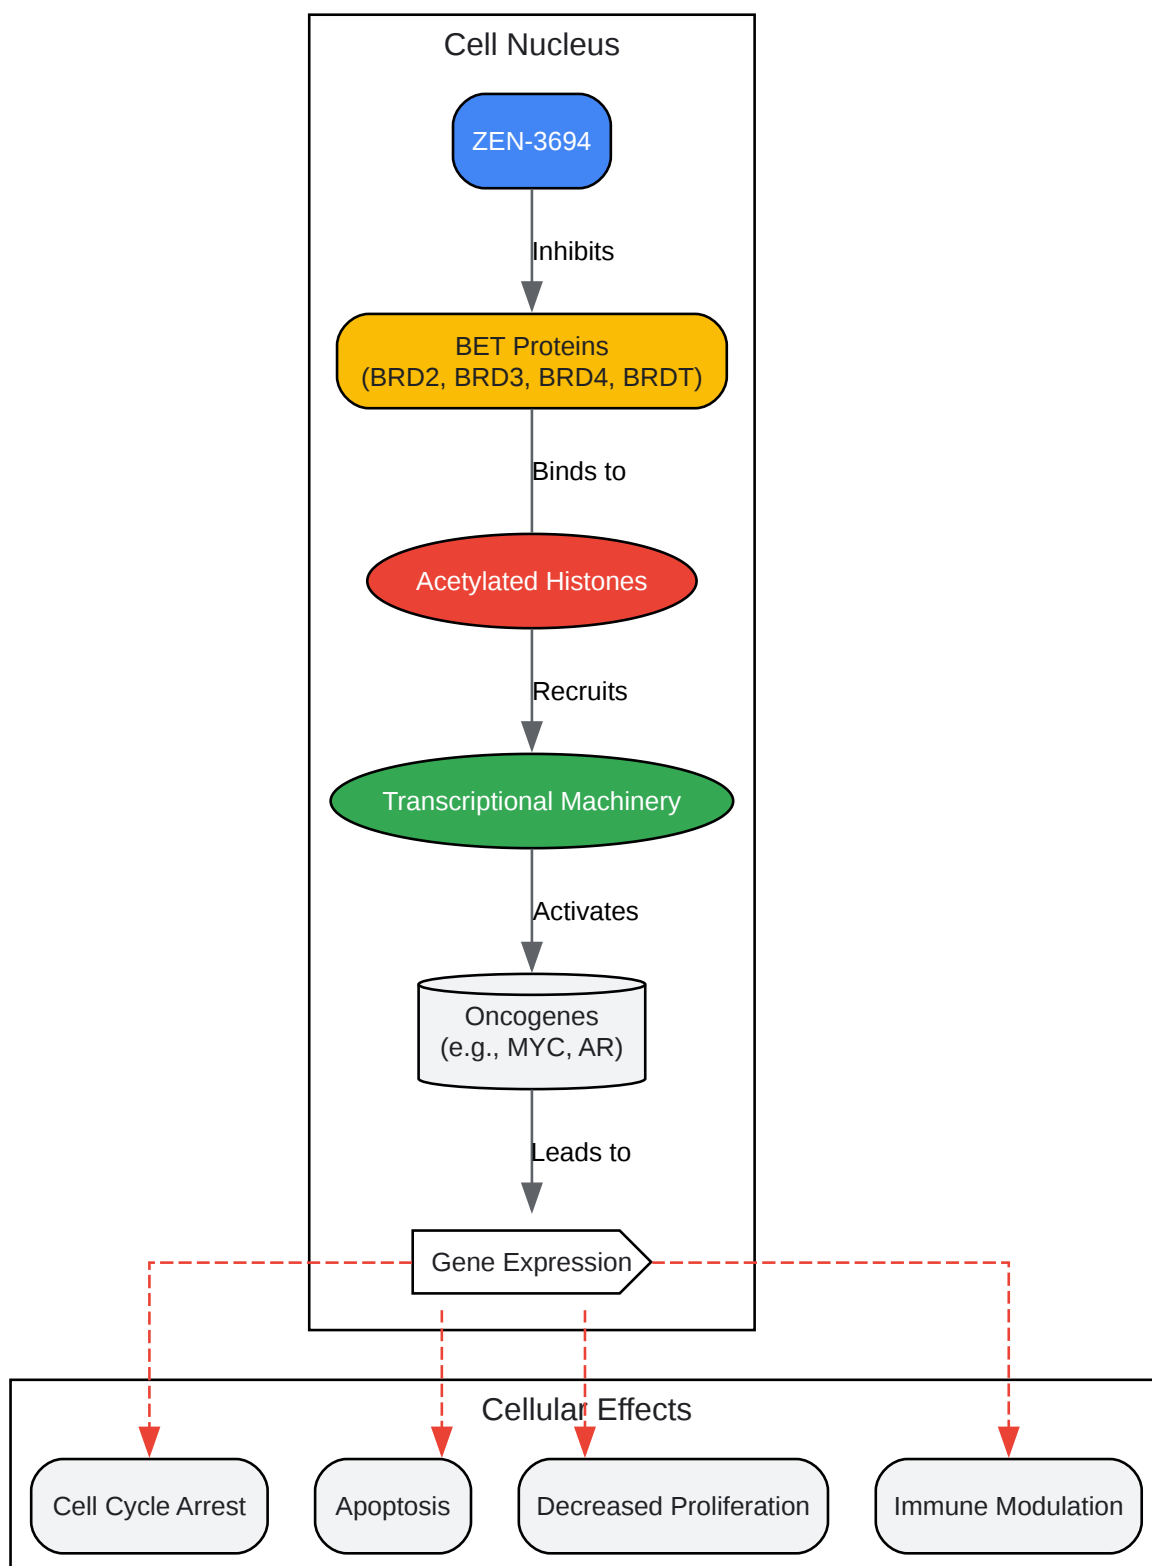 Cell Nucleus
ZEN-3694
Inhibits
BET Proteins
(BRD2, BRD3, BRD4, BRDT)
Binds to
Acetylated Histones
Recruits
Transcriptional Machinery
Activates
Oncogenes
(e.g., MYC, AR)
Leads to
Gene Expression
Cellular Effects
Cell Cycle Arrest
Apoptosis
Decreased Proliferation
Immune Modulation